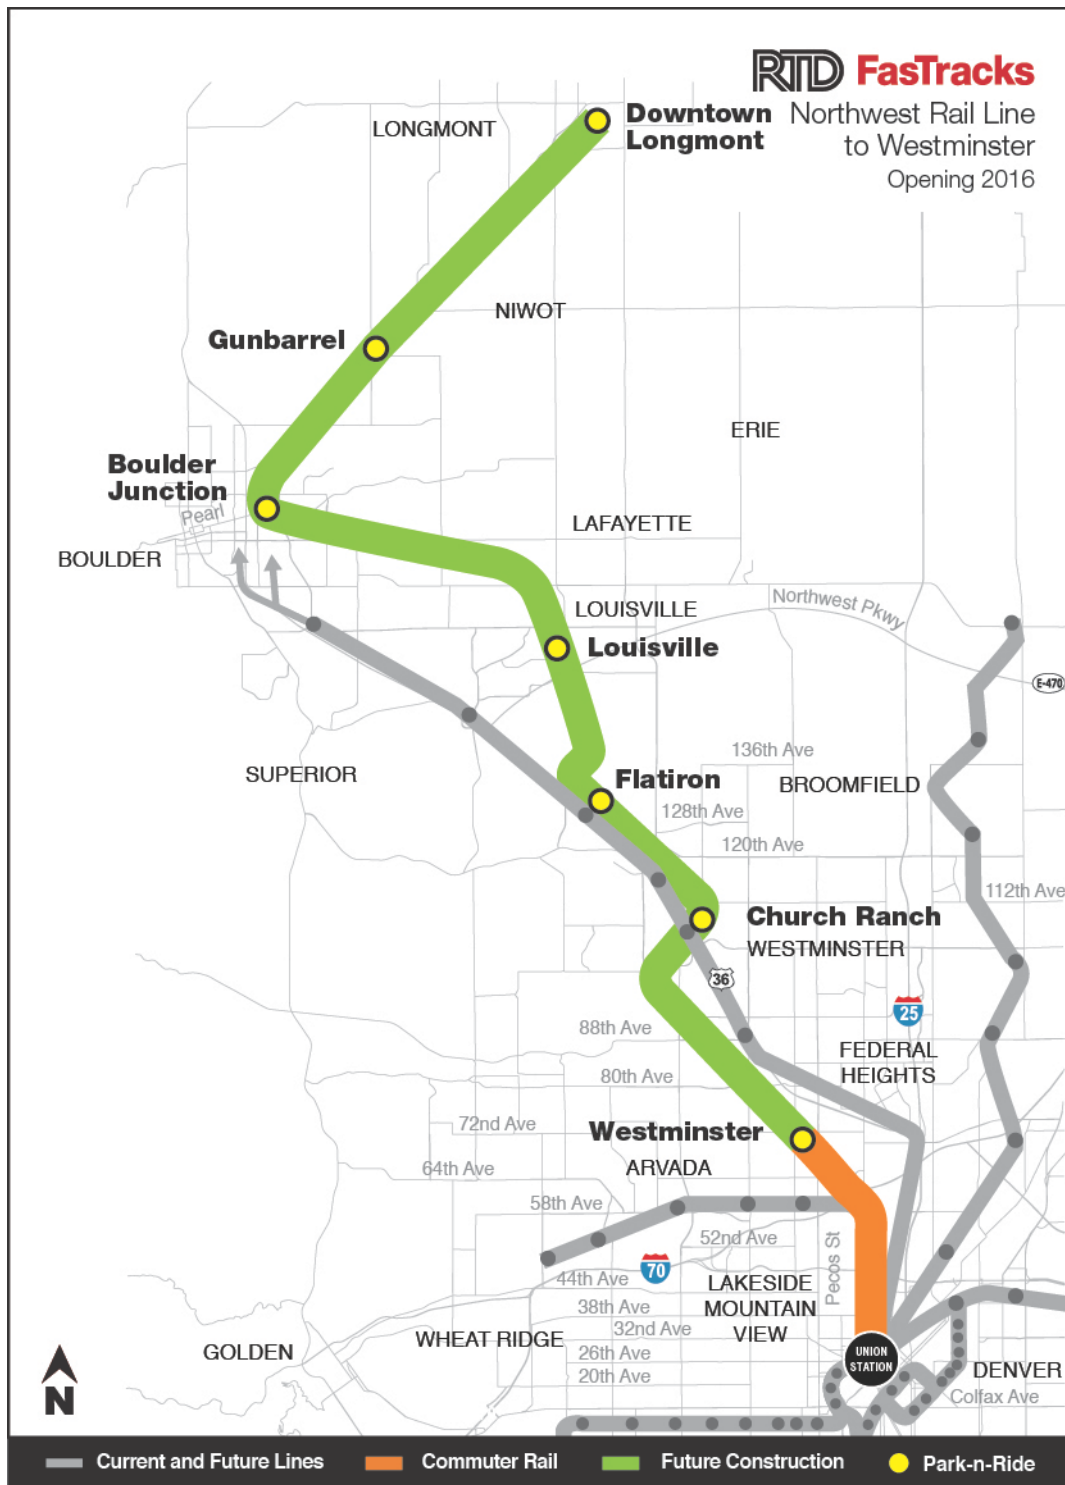 RTD FasTracks
Northwest Rail Line
to Westminster
Opening 2016
Downtown
Longmont
LONGMONT
NIWOT
Gunbarrel
ERIE
Boulder
Junction
Pearl
LAFAYETTE
BOULDER
Northwest Pkwy
LOUISVILLE
Louisville
E-470
136th Ave
SUPERIOR
Flatiron
BROOMFIELD
128th Ave
120th Ave
112th Ave
Church Ranch
WESTMINSTER
36
25
88th Ave
FEDERAL
HEIGHTS
80th Ave
72nd Ave
Westminster
64th Ave
ARVADA
58th Ave
52nd Ave
Pecos St
70
44th Ave
LAKESIDE
MOUNTAIN
VIEW
38th Ave
32nd Ave
WHEAT RIDGE
GOLDEN
26th Ave
20th Ave
UNION
STATION
DENVER
Colfax Ave
N
Current and Future Lines
Commuter Rail
Future Construction
Park-n-Ride